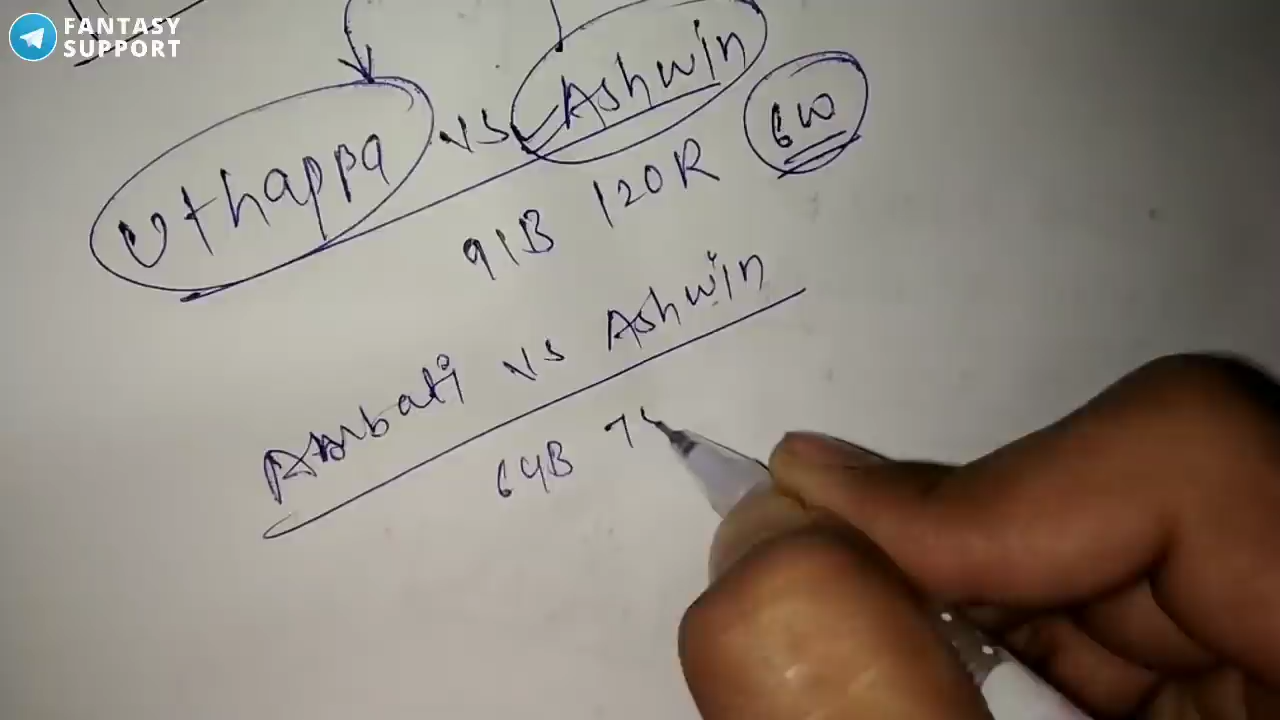 FANTASY
SUPPORT
Uthappa vs Ashwin
91B 120R 6W
Ambati vs Ashwin
64B